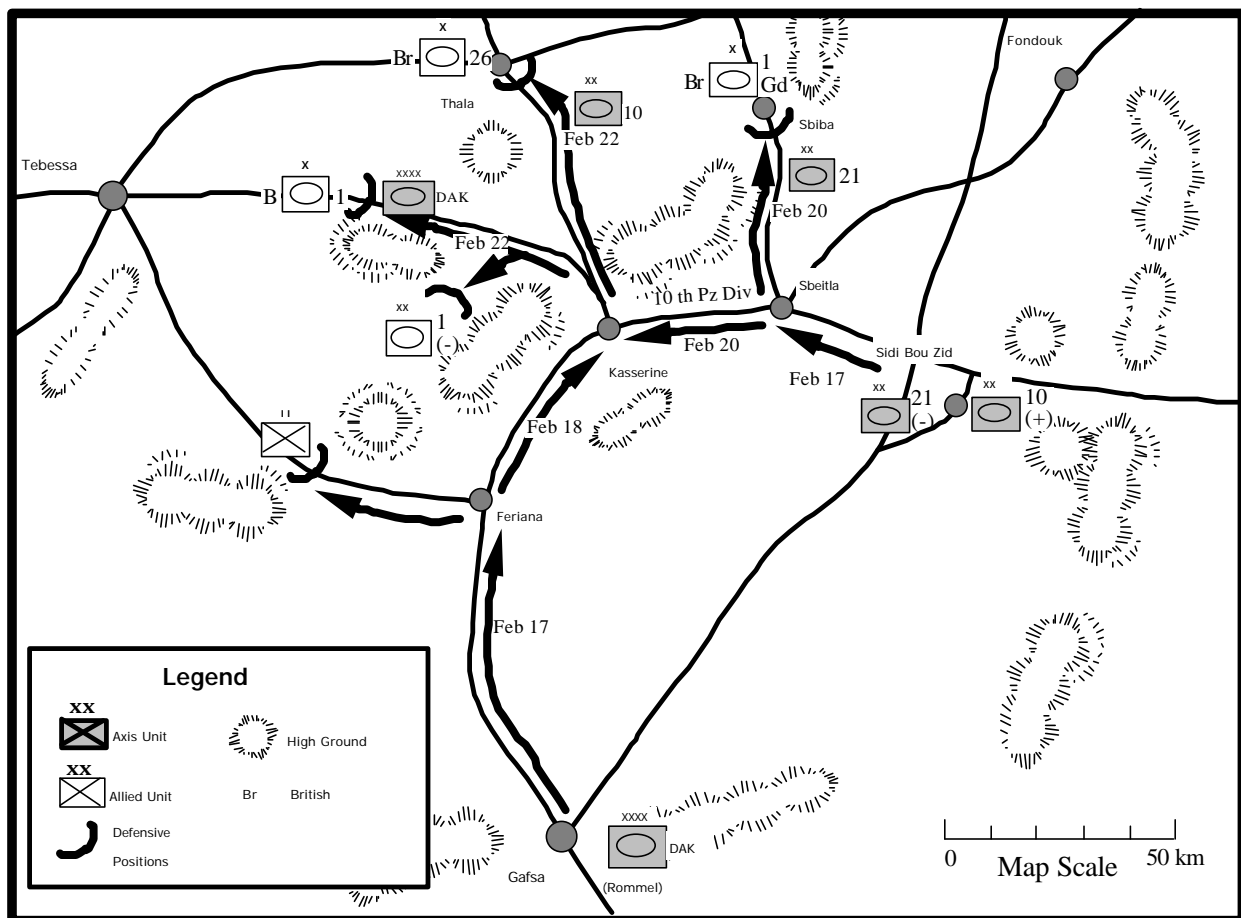 x
Br 26
Thala
xx
10
Feb 22
x
Br 1
Gd
Sbiba
xx
21
Feb 20
Fondouk
Tebessa
x
B 1
xxxx
DAK
Feb 22
xx
1
(-)
10 th Pz Div
Sbeitla
Feb 20
Kasserine
Sidi Bou Zid
Feb 17
xx
21
(-)
xx
10
(+)
Feb 18
ıı
Feriana
Feb 17
Gafsa
xxxx
DAK
(Rommel)
Legend
xx
Axis Unit
High Ground
xx
Allied Unit
Br British
Defensive
Positions
0 50 km
Map Scale